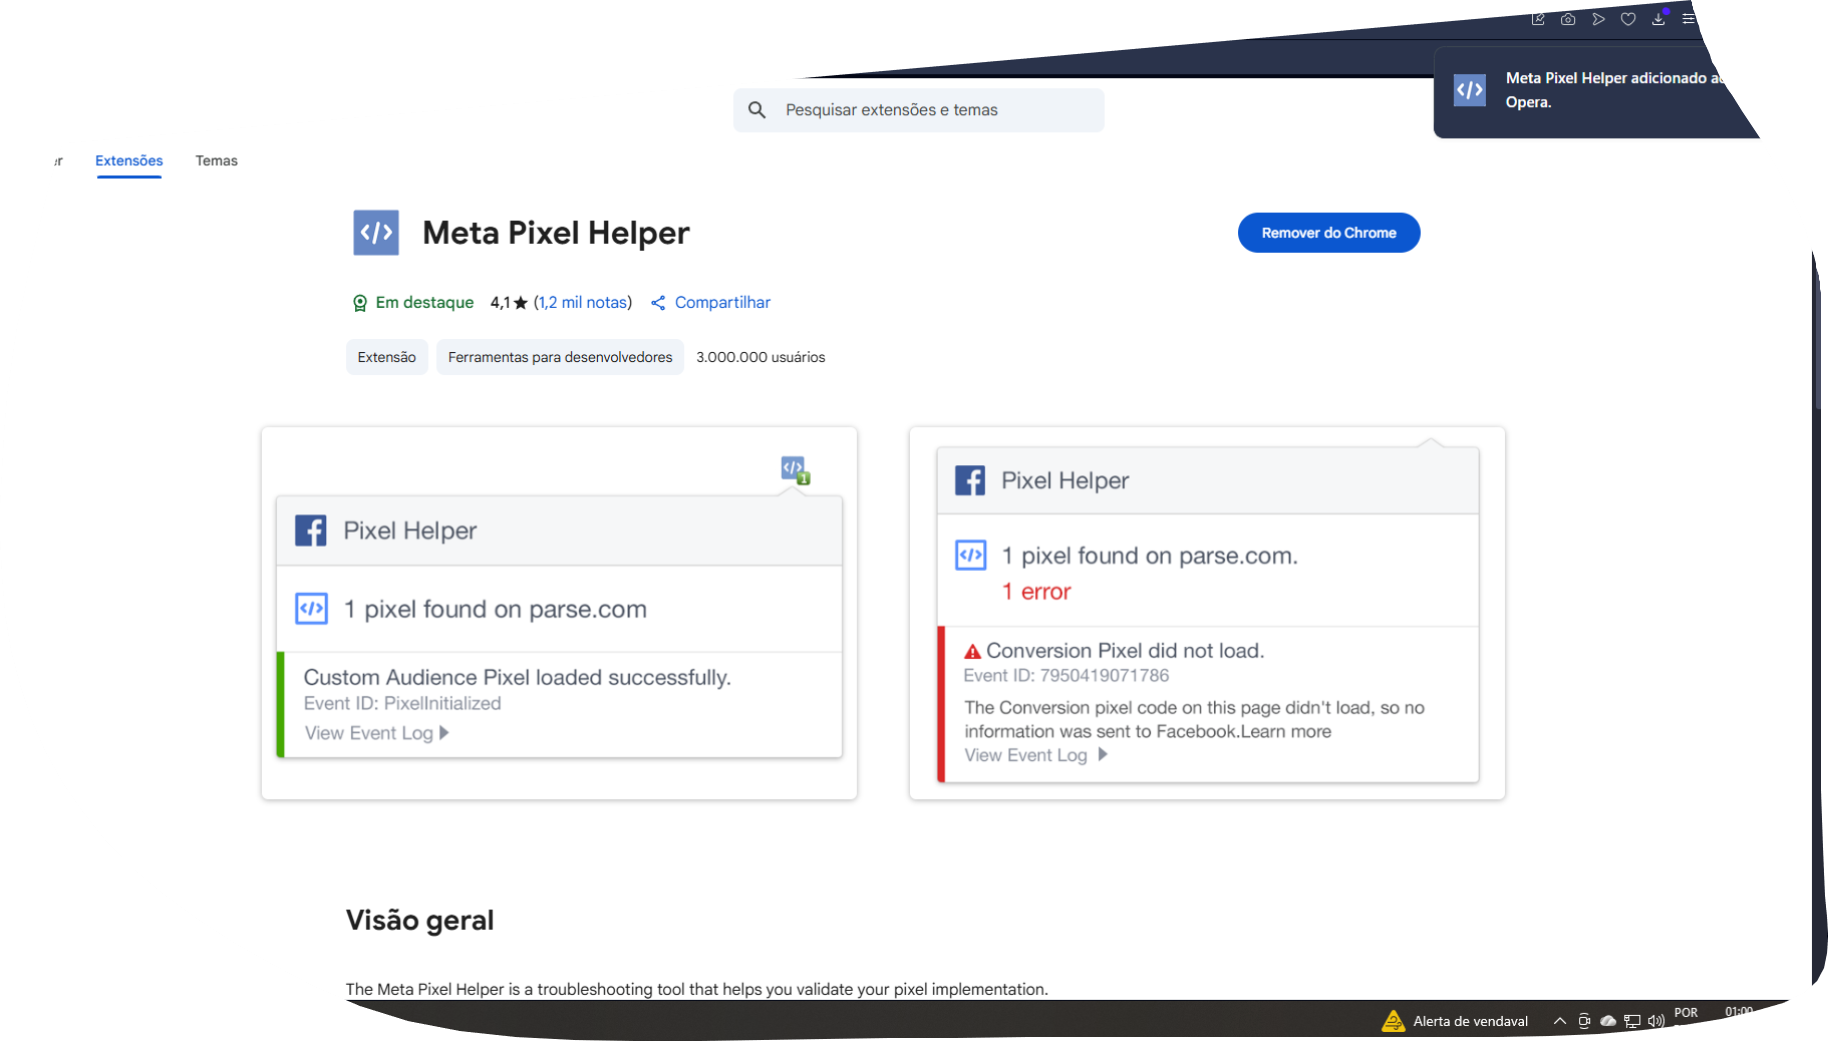 Meta Pixel Helper adicionado
Opera.
Pesquisar extensões e temas
Extensões
Temas
Meta Pixel Helper
Remover do Chrome
Em destaque 4,1★ (1,2 mil notas) Compartilhar
Extensão Ferramentas para desenvolvedores 3.000.000 usuários
Pixel Helper
1 pixel found on parse.com
Custom Audience Pixel loaded successfully.
Event ID: PixelInitialized
View Event Log
1
Pixel Helper
1 pixel found on parse.com.
1 error
Conversion Pixel did not load.
Event ID: 7950419071786
The Conversion pixel code on this page didn't load, so no
information was sent to Facebook.Learn more
View Event Log
Visão geral
The Meta Pixel Helper is a troubleshooting tool that helps you validate your pixel implementation.
Alerta de vendaval
POR
01:00